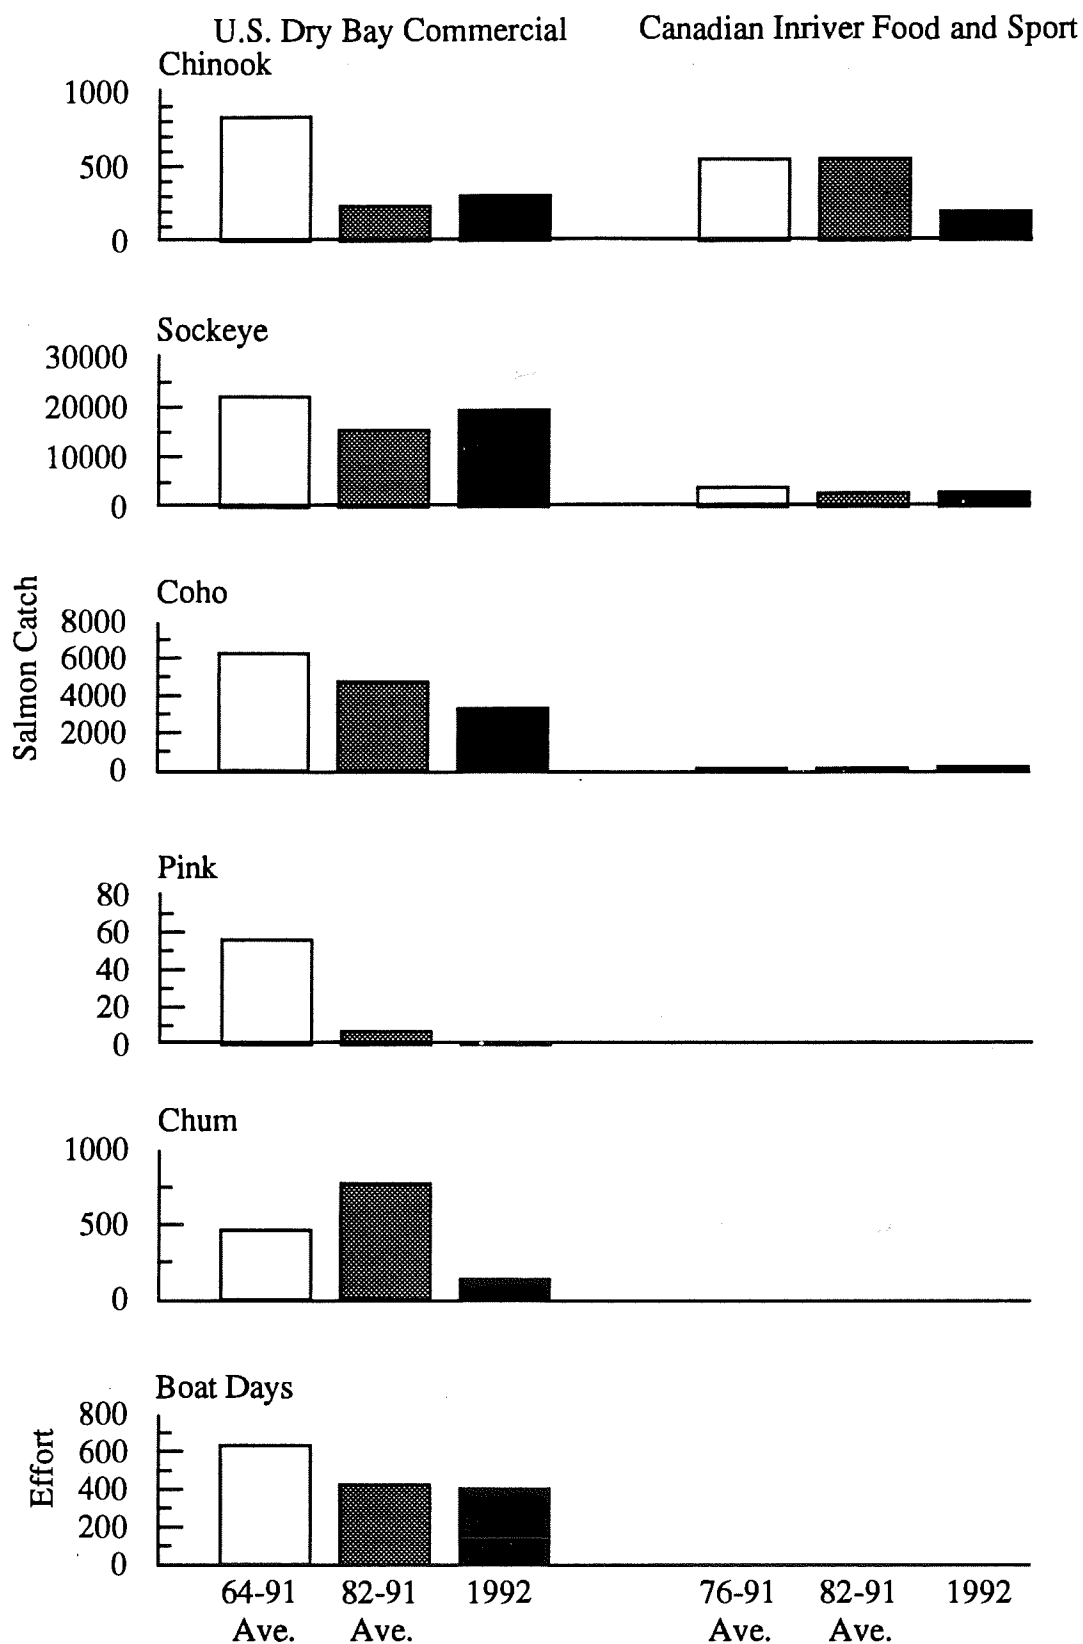 U.S. Dry Bay Commercial
Canadian Inriver Food and Sport
Chinook
1000
500
0
Sockeye
30000
20000
10000
0
Salmon Catch
Coho
8000
6000
4000
2000
0
Pink
80
60
40
20
0
Chum
1000
500
0
Effort
Boat Days
800
600
400
200
0
64-91 82-91 1992 76-91 82-91 1992
Ave. Ave. Ave. Ave.